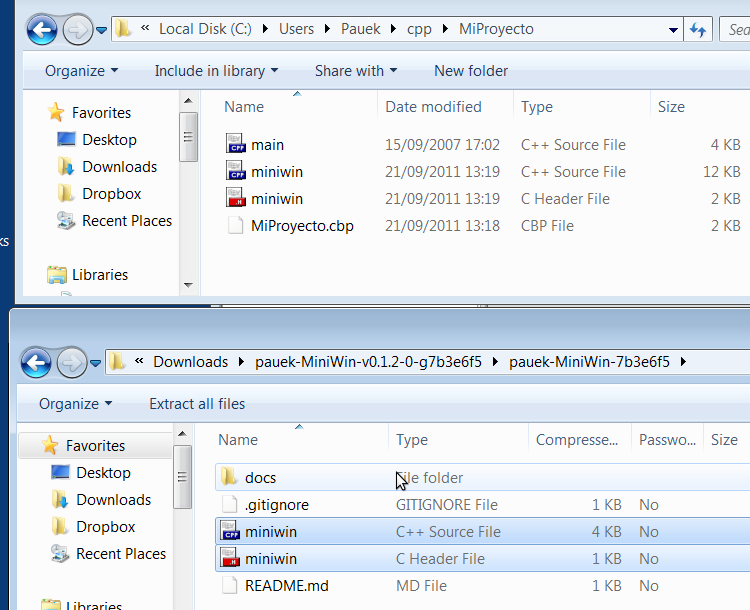 « Local Disk (C:) Users Pauek cpp MiProyecto Sea
Organize Include in library Share with New folder
Favorites Name Date modified Type Size
Desktop main 15/09/2007 17:02 C++ Source File 4 KB
Downloads miniwin 21/09/2011 13:19 C++ Source File 12 KB
Dropbox miniwin 21/09/2011 13:19 C Header File 2 KB
Recent Places MiProyecto.cbp 21/09/2011 13:18 CBP File 2 KB
ks
Libraries
« Downloads pauek-MiniWin-v0.1.2-0-g7b3e6f5 pauek-MiniWin-7b3e6f5
Organize Extract all files
Favorites Name Type Compresse... Passwo... Size
Desktop docs File folder
Downloads .gitignore GITIGNORE File 1 KB No
Dropbox miniwin C++ Source File 4 KB No
Recent Places miniwin C Header File 1 KB No
README.md MD File 1 KB No
Libraries